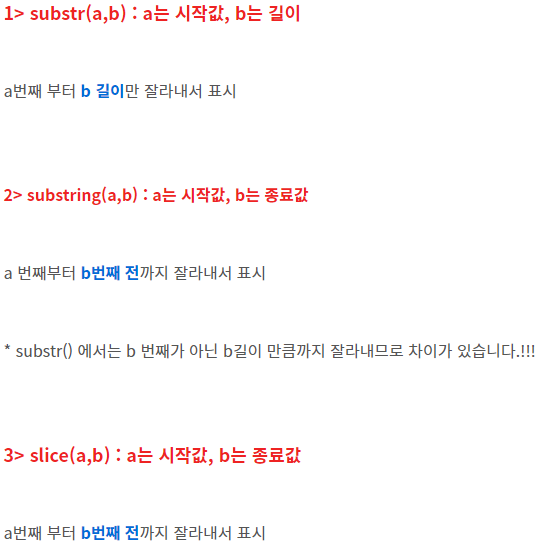 1> substr(a,b) : a는 시작값, b는 길이
a번째 부터 b 길이만 잘라내서 표시
2> substring(a,b) : a는 시작값, b는 종료값
a 번째부터 b번째 전까지 잘라내서 표시
* substr() 에서는 b 번째가 아닌 b길이 만큼까지 잘라내므로 차이가 있습니다.!!!
3> slice(a,b) : a는 시작값, b는 종료값
a번째 부터 b번째 전까지 잘라내서 표시